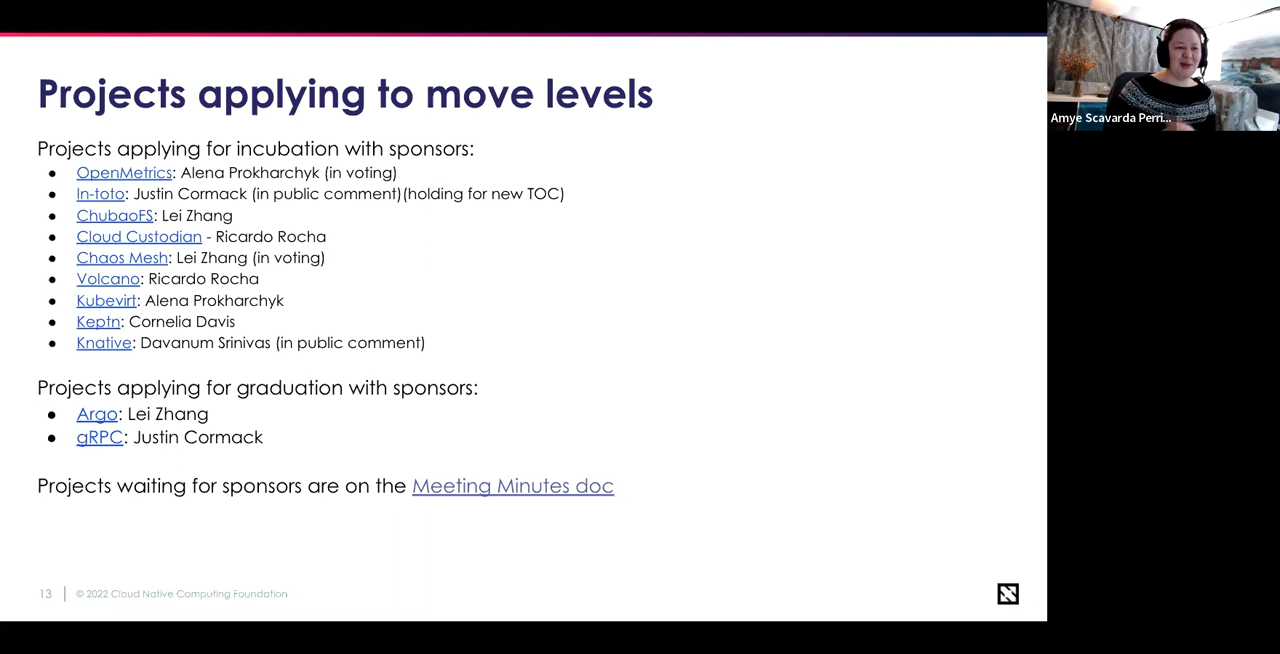 Projects applying to move levels
Projects applying for incubation with sponsors:
● OpenMetrics: Alena Prokharchyk (in voting)
● In-toto: Justin Cormack (in public comment)(holding for new TOC)
● ChubaoFS: Lei Zhang
● Cloud Custodian - Ricardo Rocha
● Chaos Mesh: Lei Zhang (in voting)
● Volcano: Ricardo Rocha
● Kubevirt: Alena Prokharchyk
● Keptn: Cornelia Davis
● Knative: Davanum Srinivas (in public comment)
Projects applying for graduation with sponsors:
● Argo: Lei Zhang
● gRPC: Justin Cormack
Projects waiting for sponsors are on the Meeting Minutes doc
13 | © 2022 Cloud Native Computing Foundation
Amye Scavarda Perri...